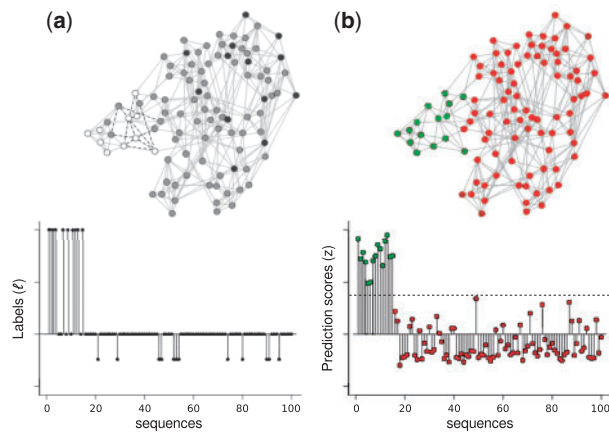 (a)
(b)
Labels (ℓ)
0 20 40 60 80 100
sequences
Prediction scores (z)
0 20 40 60 80 100
sequences